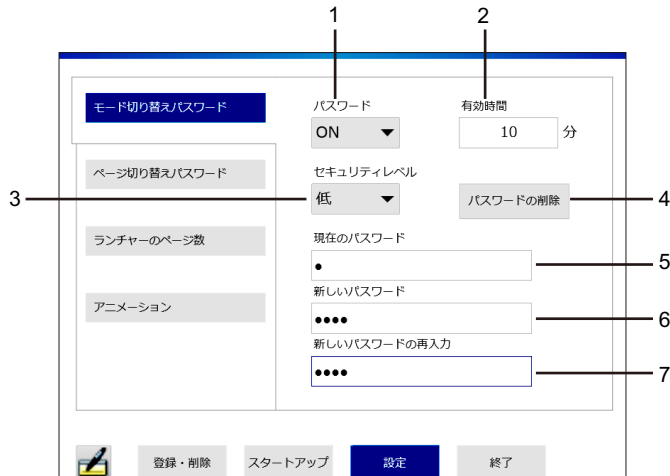 1 2
モード切り替えパスワード
パスワード 有効時間
ON 10 分
ページ切り替えパスワード
セキュリティレベル
3 低 パスワードの削除 4
ランチャーのページ数
現在のパスワード
● 5
アニメーション
新しいパスワード
●●●● 6
新しいパスワードの再入力
●●●● 7
登録・削除 スタートアップ 設定 終了